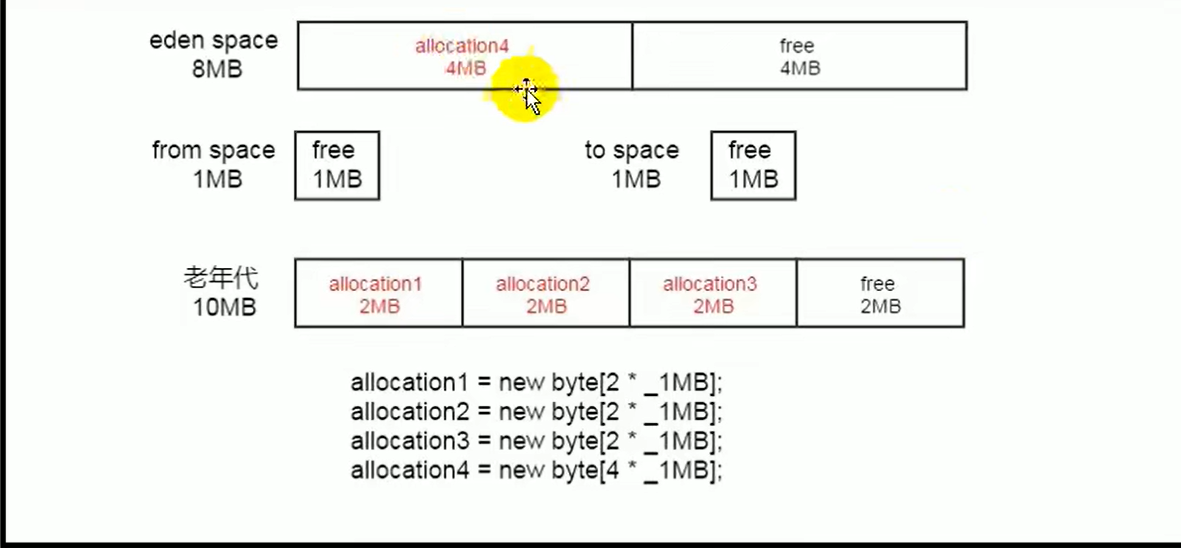 eden space
8MB
allocation4
4MB
free
4MB
from space
1MB
free
1MB
to space
1MB
free
1MB
老年代
10MB
allocation1
2MB
allocation2
2MB
allocation3
2MB
free
2MB
allocation1 = new byte[2 * _1MB];
allocation2 = new byte[2 * _1MB];
allocation3 = new byte[2 * _1MB];
allocation4 = new byte[4 * _1MB];